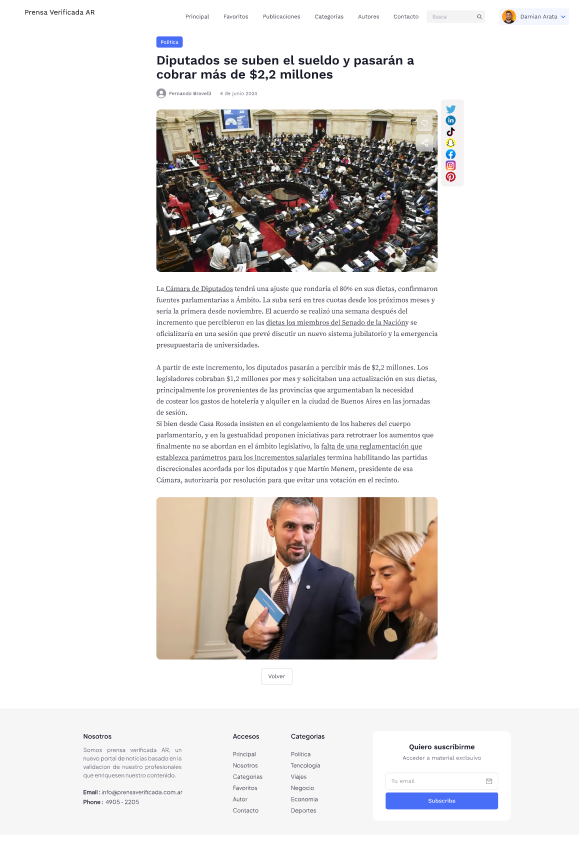 Prensa Verificada AR
Principal
Favoritos
Publicaciones
Categorías
Autores
Contacto
Busca
Damian Arata
Política
Diputados se suben el sueldo y pasarán a
cobrar más de $2,2 millones
Fernando Brovelli
4 de junio 2024
La Cámara de Diputados tendrá una ajuste que rondaría el 80% en sus dietas, confirmaron
fuentes parlamentarias a Ámbito. La suba será en tres cuotas desde los próximos meses y
sería la primera desde noviembre. El acuerdo se realizó una semana después del
incremento que percibieron en las dietas los miembros del Senado de la Nación y se
oficializaría en una sesión que prevé discutir un nuevo sistema jubilatorio y la emergencia
presupuestaria de universidades.
A partir de este incremento, los diputados pasarán a percibir más de $2,2 millones. Los
legisladores cobraban $1,2 millones por mes y solicitaban una actualización en sus dietas,
principalmente los provenientes de las provincias que argumentaban la necesidad
de costear los gastos de hotelería y alquiler en la ciudad de Buenos Aires en las jornadas
de sesión.
Si bien desde Casa Rosada insisten en el congelamiento de los haberes del cuerpo
parlamentario, y en la gestualidad proponen iniciativas para retrotraer los aumentos que
finalmente no se abordan en el ámbito legislativo, la falta de una reglamentación que
establezca parámetros para los incrementos salariales termina habilitando las partidas
discrecionales acordada por los diputados y que Martín Menem, presidente de esa
Cámara, autorizaría por resolución para que evitar una votación en el recinto.
Volver
Nosotros
Somos prensa verificada AR, un
nuevo portal de noticias basado en la
validacion de nuestro profesionales
que enriquesen nuestro contenido.
Email : info@prensaverificada.com.ar
Phone : 4905 - 2205
Accesos
Principal
Nosotros
Categorias
Favoritos
Autor
Contacto
Categorias
Política
Tencología
Viajes
Negocio
Economía
Deportes
Quiero suscribirme
Acceder a material exclusivo
Tu email
Subscribe